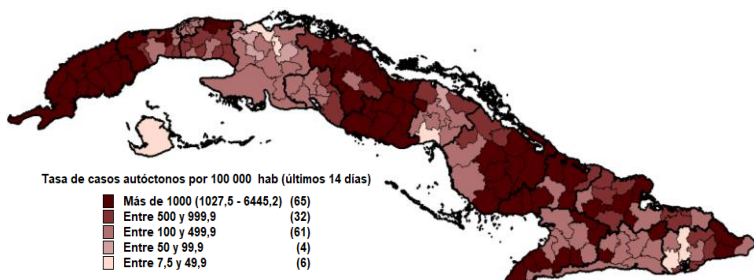 Tasa de casos autóctonos por 100 000 hab (últimos 14 días)
Más de 1000 (1027,5 - 6445,2) (65)
Entre 500 y 999,9 (32)
Entre 100 y 499,9 (61)
Entre 50 y 99,9 (4)
Entre 7,5 y 49,9 (6)